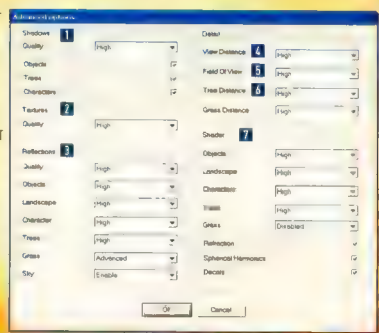 Advanced options
Shadows 1
Quality High
Objects
Trees
Characters
Textures 2
Quality High
Reflections 3
Quality High
Objects High
Landscape High
Character High
Trees High
Grass Advanced
Sky Enable
Detail
View Distance 4 High
Field Of View 5 High
Tree Distance 6 High
Grass Distance High
Shader 7
Objects High
Landscape High
Characters High
Trees High
Grass Disabled
Refraction
Spherical Harmonics
Decals
OK
Cancel